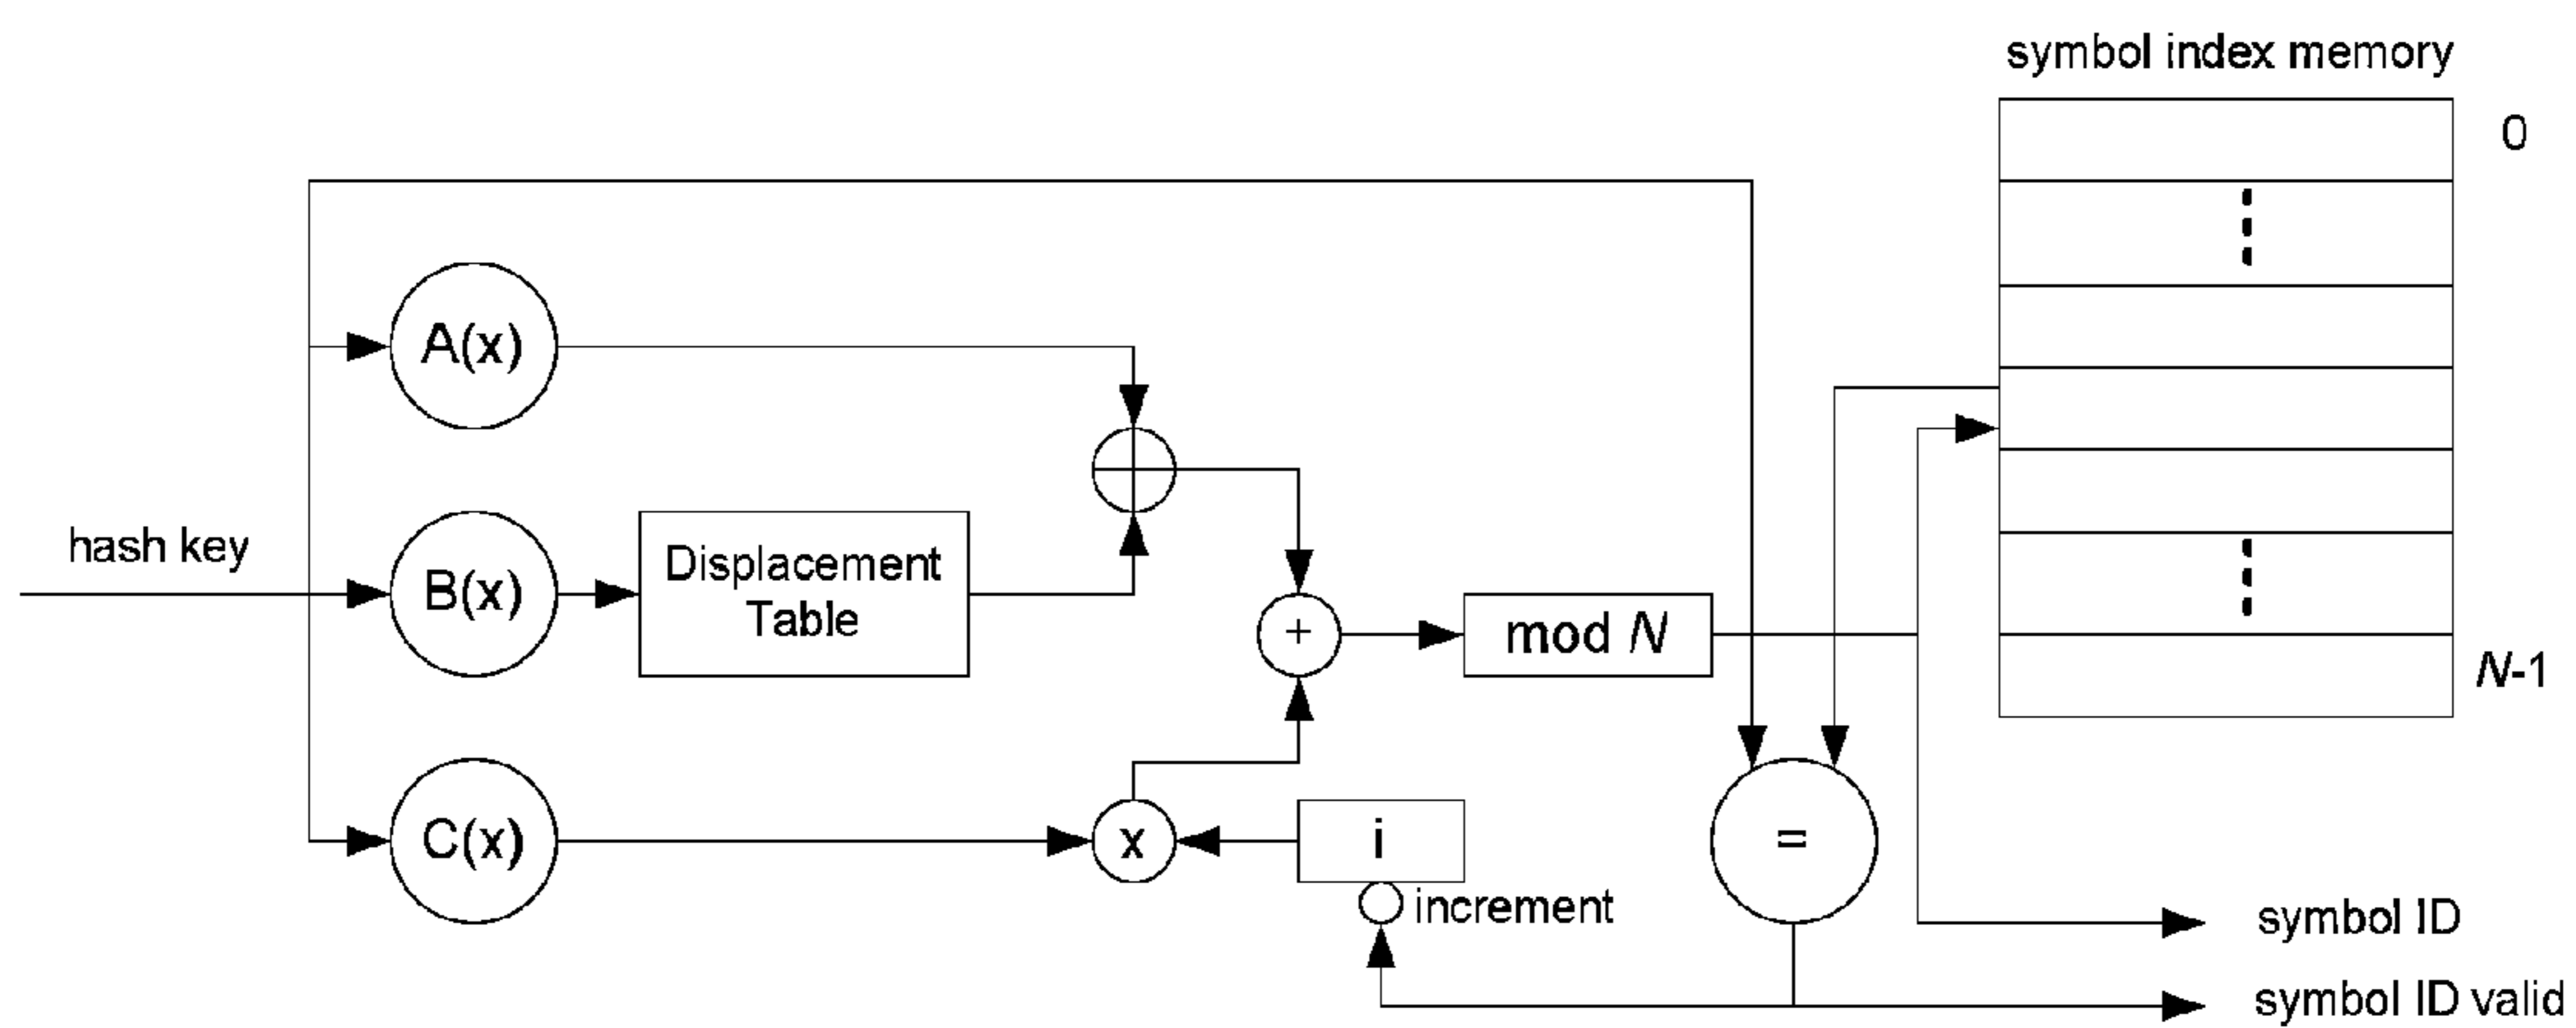 symbol index memory
0
A(x)
hash key
B(x)
Displacement
Table
+
mod N
N-1
C(x)
x
i
=
increment
symbol ID
symbol ID valid